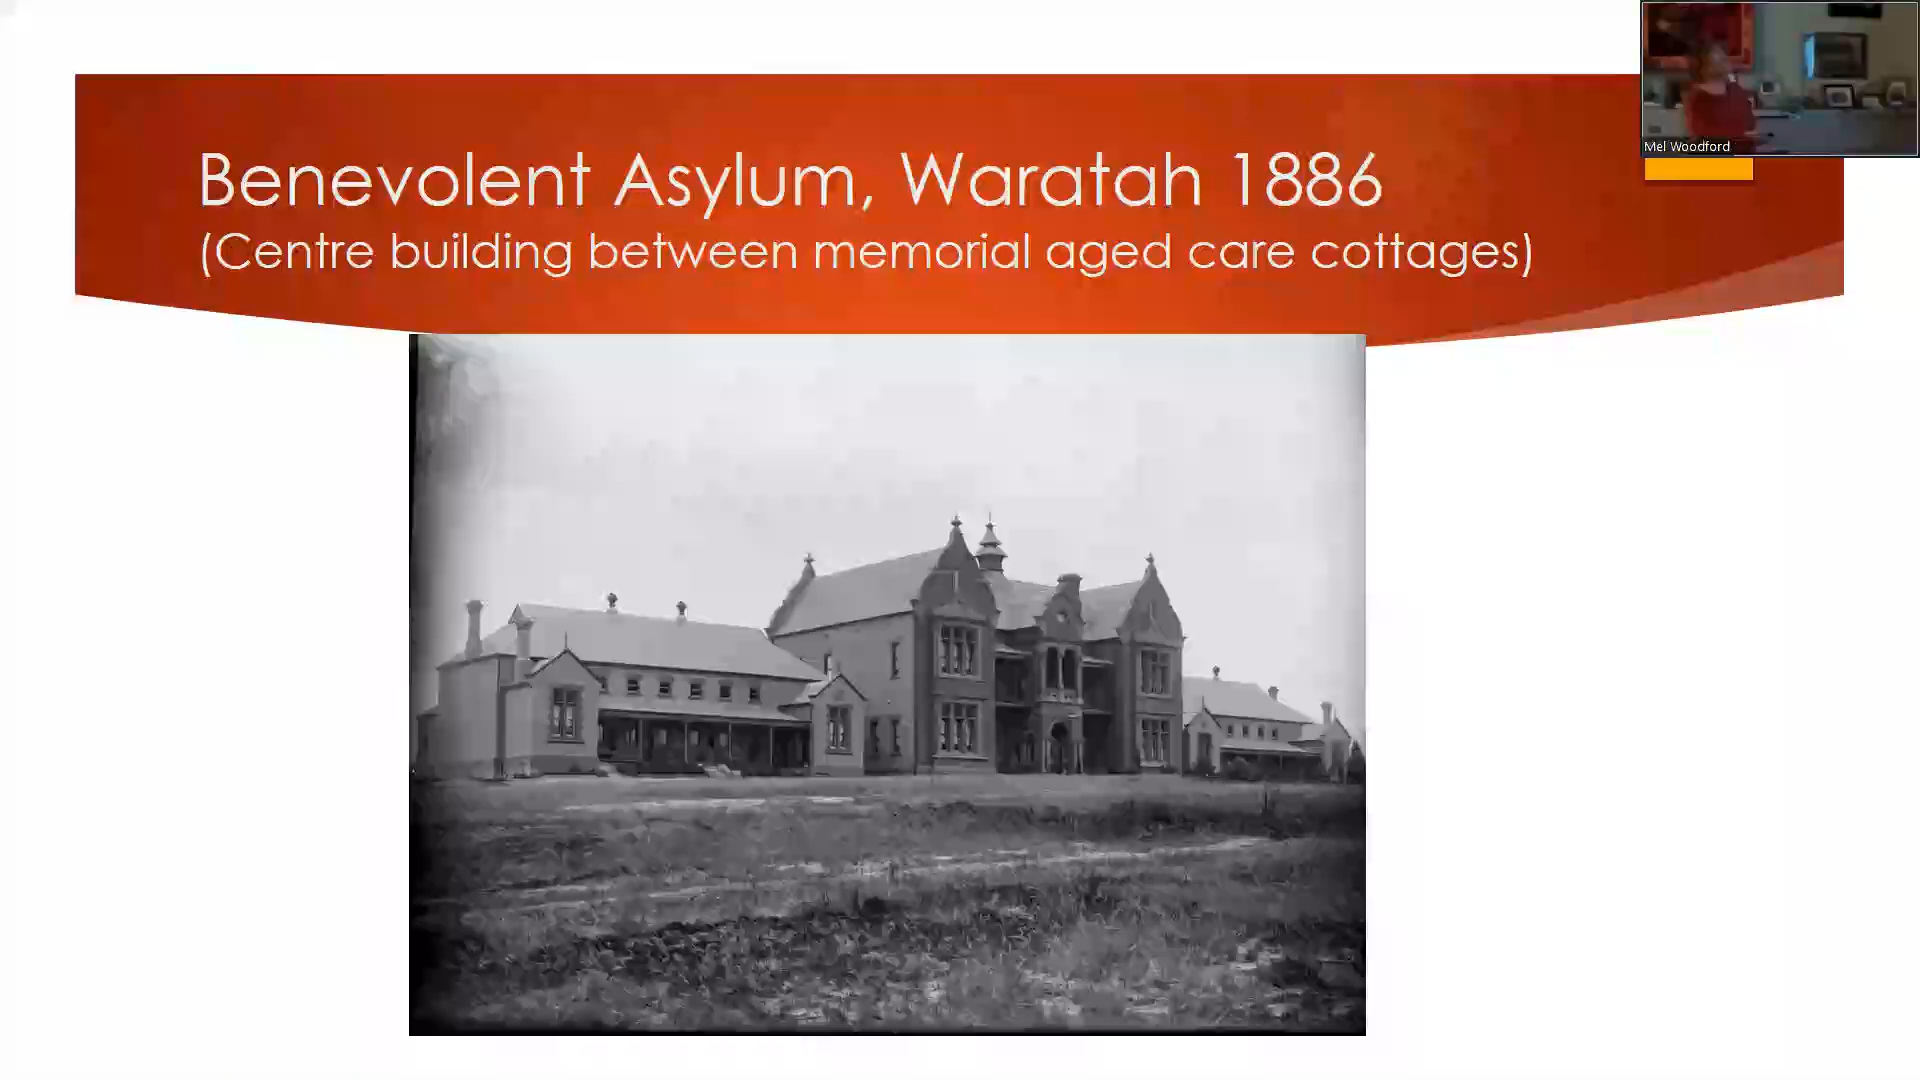 Mel Woodford
Benevolent Asylum, Waratah 1886
(Centre building between memorial aged care cottages)